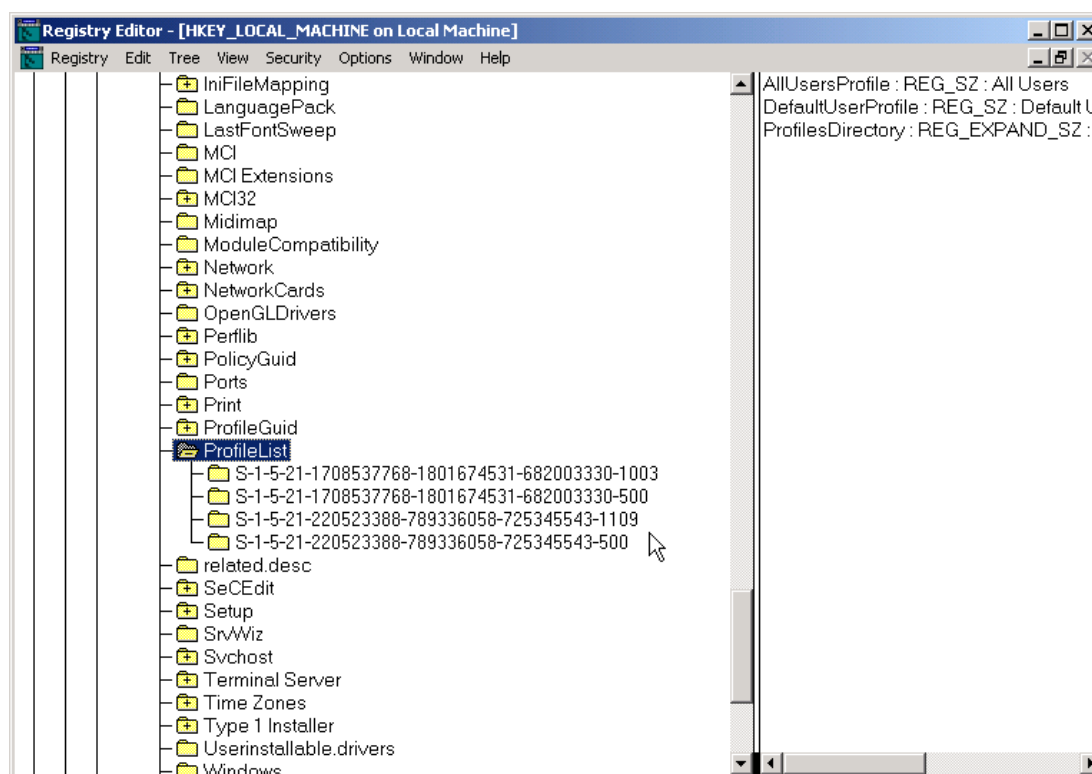 Registry Editor - [HKEY_LOCAL_MACHINE on Local Machine]
Registry Edit Tree View Security Options Window Help
IniFileMapping
LanguagePack
LastFontSweep
MCI
MCI Extensions
MCI32
Midimap
ModuleCompatibility
Network
NetworkCards
OpenGLDrivers
Perflib
PolicyGuid
Ports
Print
ProfileGuid
ProfileList
S-1-5-21-1708537768-1801674531-682003330-1003
S-1-5-21-1708537768-1801674531-682003330-500
S-1-5-21-220523388-789336058-725345543-1109
S-1-5-21-220523388-789336058-725345543-500
related.desc
SeCEdit
Setup
SrvWiz
Svchost
Terminal Server
Time Zones
Type 1 Installer
Userinstallable.drivers
Windows
AllUsersProfile : REG_SZ : All Users
DefaultUserProfile : REG_SZ : Default U
ProfilesDirectory : REG_EXPAND_SZ :